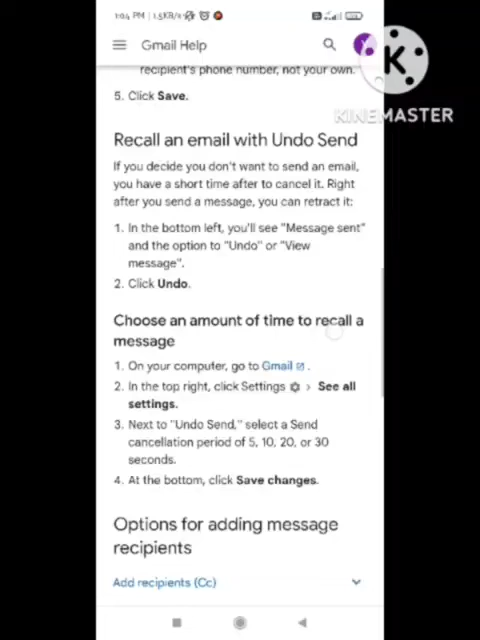 1:04 PM | 1.5KB/s
Gmail Help
K
KINEMASTER
recipient's phone number, not your own.
5. Click Save.
Recall an email with Undo Send
If you decide you don't want to send an email,
you have a short time after to cancel it. Right
after you send a message, you can retract it:
1. In the bottom left, you'll see "Message sent"
and the option to "Undo" or "View
message".
2. Click Undo.
Choose an amount of time to recall a
message
1. On your computer, go to Gmail .
2. In the top right, click Settings > See all
settings.
3. Next to "Undo Send," select a Send
cancellation period of 5, 10, 20, or 30
seconds.
4. At the bottom, click Save changes.
Options for adding message
recipients
Add recipients (Cc)